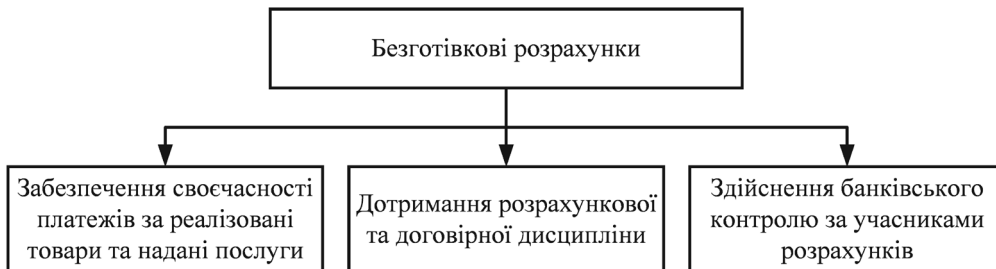 Безготівкові розрахунки
Забезпечення своєчасності
платежів за реалізовані
товари та надані послуги
Дотримання розрахункової
та договірної дисципліни
Здійснення банківського
контролю за учасниками
розрахунків